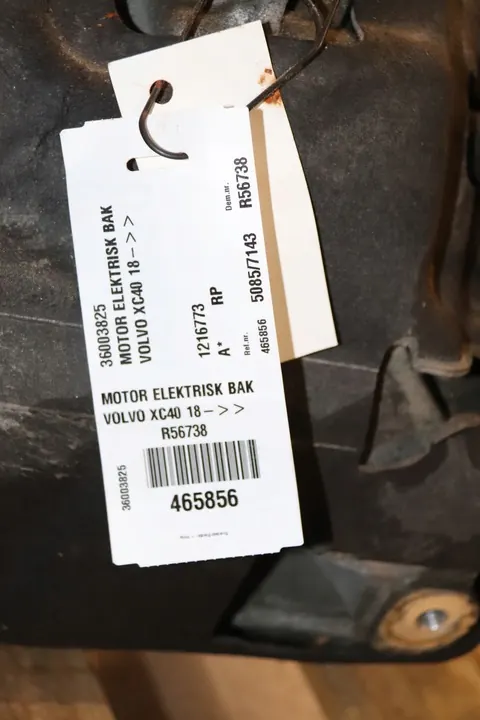 36003825
MOTOR ELEKTRISK BAK
VOLVO XC40 18->>
1216773
A* RP
Dem.nr. R56738
5085/7143
Ref.nr. 465856
MOTOR ELEKTRISK BAK
VOLVO XC40 18->>
R56738
36003825
465856